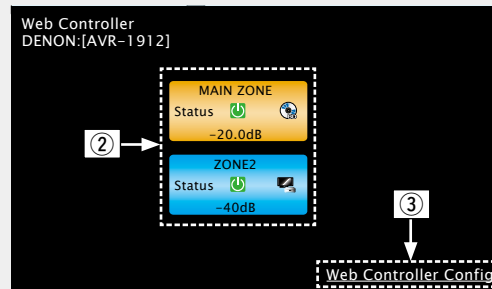 Web Controller
DENON:[AVR-1912]
MAIN ZONE
Status
-20.0dB
②
ZONE2
Status
-40dB
③
Web Controller Config